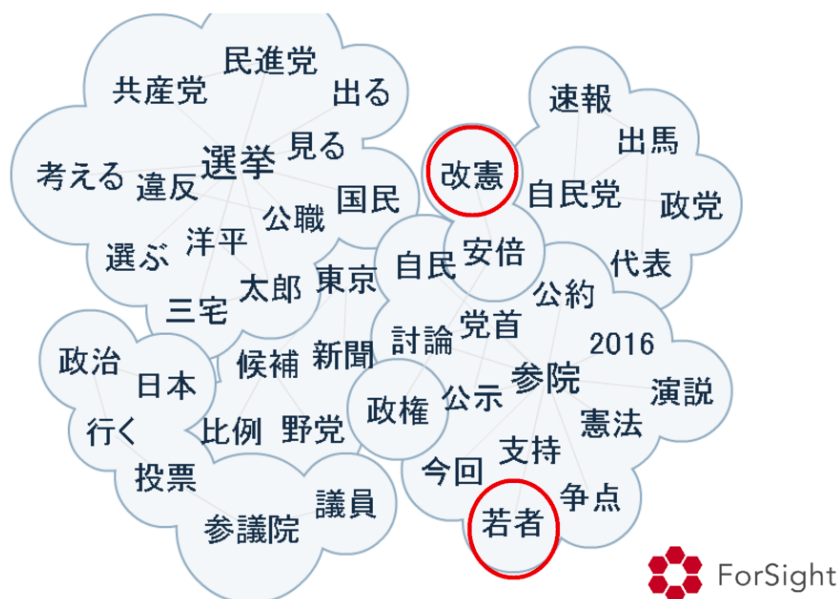 民進党
共産党
出る
選挙
見る
考える
違反
国民
公職
選ぶ
洋平
太郎
三宅
東京
候補
新聞
比例
野党
政治
日本
行く
投票
参議院
議員
改憲
安倍
自民
速報
出馬
自民党
政党
代表
公約
党首
討論
2016
参院
演説
政権
公示
憲法
支持
今回
争点
若者
ForSight